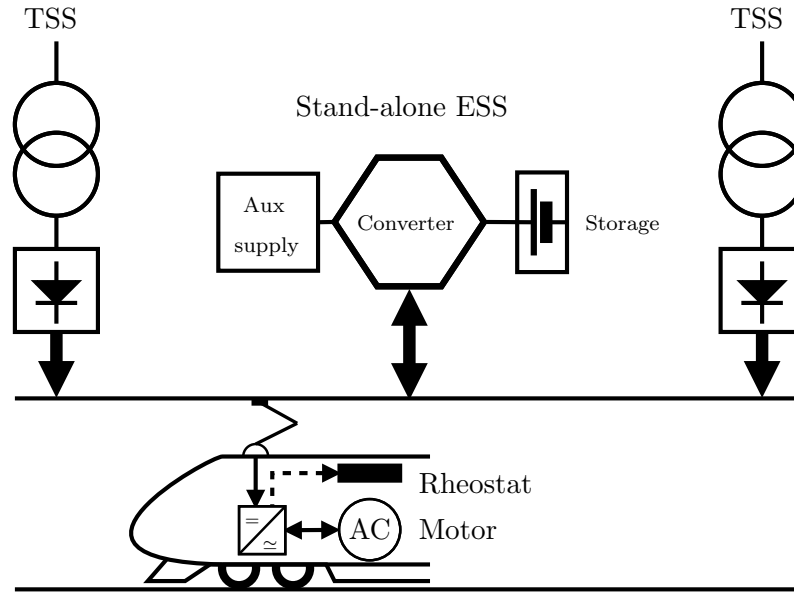 TSS
TSS
Stand-alone ESS
Aux
supply
Converter
Storage
Rheostat
=
≃
AC
Motor